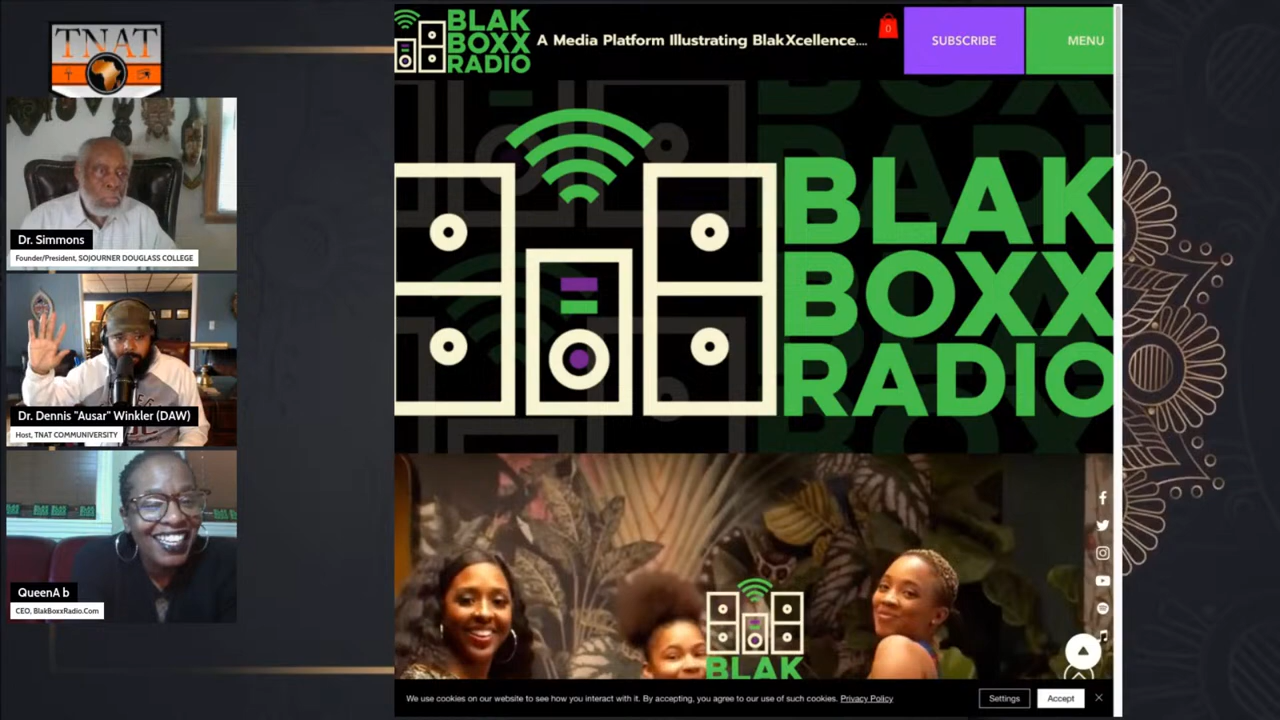 TNAT
Dr. Simmons
Founder/President, SOJOURNER DOUGLASS COLLEGE
Dr. Dennis "Ausar" Winkler (DAW)
Host, TNAT COMMUNIVERSITY
QueenA b
CEO, BlakBoxxRadio.Com
BLAK
BOXX
RADIO
A Media Platform Illustrating BlakXcellence....
0
SUBSCRIBE
MENU
BLAK
BOXX
RADIO
BLAK
We use cookies on our website to see how you interact with it. By accepting, you agree to our use of such cookies. Privacy Policy
Settings
Accept